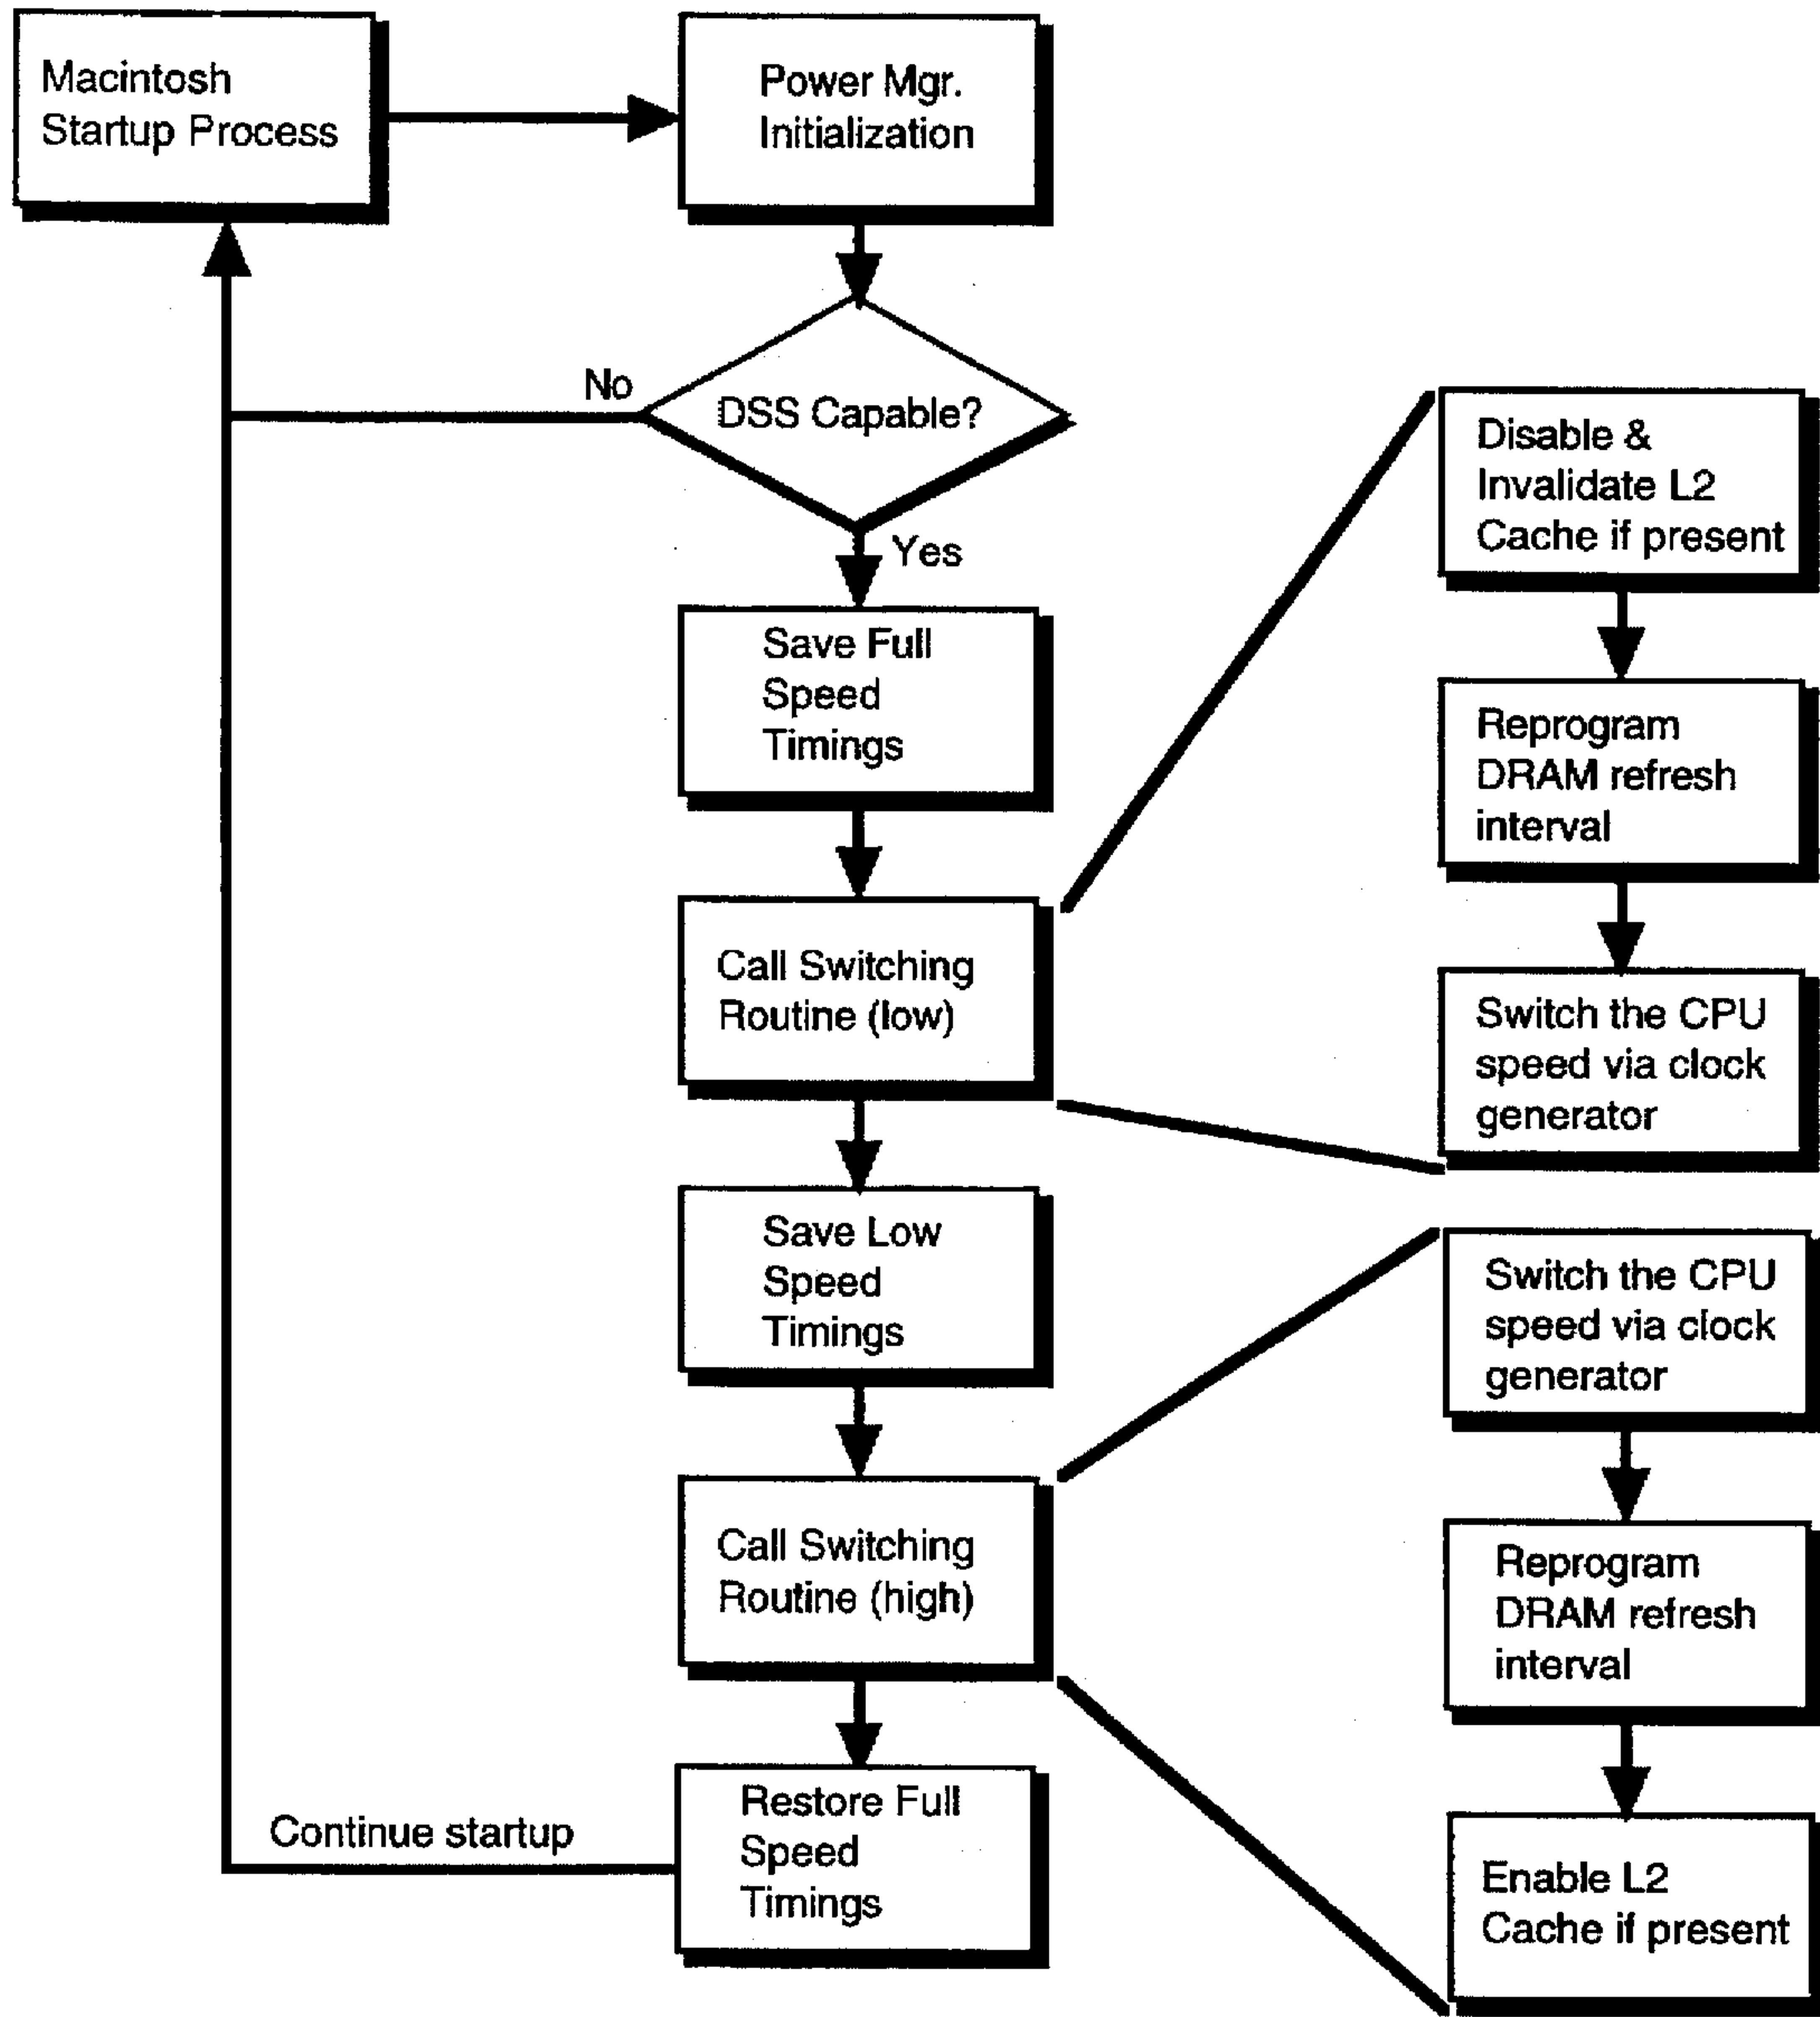 Macintosh
Startup Process
Power Mgr.
Initialization
No
DSS Capable?
Yes
Save Full
Speed
Timings
Call Switching
Routine (low)
Save Low
Speed
Timings
Call Switching
Routine (high)
Restore Full
Speed
Timings
Continue startup
Disable &
Invalidate L2
Cache if present
Reprogram
DRAM refresh
interval
Switch the CPU
speed via clock
generator
Switch the CPU
speed via clock
generator
Reprogram
DRAM refresh
interval
Enable L2
Cache if present